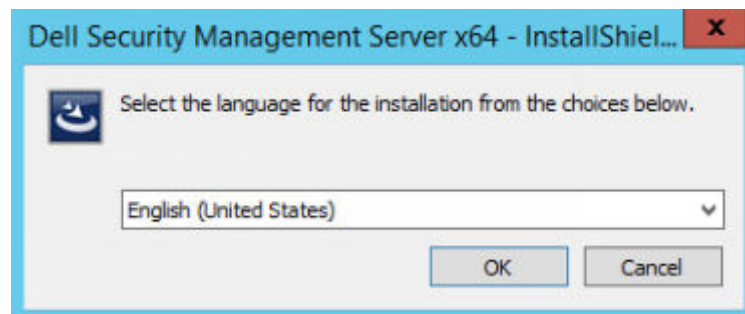 Dell Security Management Server x64 - InstallShiel...
x
Select the language for the installation from the choices below.
English (United States)
OK
Cancel